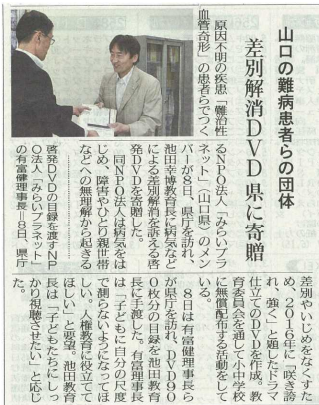 山口の難病患者らの団体
差別解消DVD 県に寄贈
原因不明の疾患「難治性
血管奇形」の患者らでつく
るNPO法人「みらいプラ
ネット」(山口県)のメン
バーが8日、県庁を訪れ、
池田幸博教育長に病気など
による差別解消を訴える啓
発DVDを寄贈した。
同NPO法人は病気をは
じめ、障害やひとり親世帯
などへの無理解から起きる
啓発DVDの目録を渡すNP
O法人「みらいプラネット」
の有富健理事長=8日、県庁
差別やいじめをなくすた
め、2016年に「咲き誇
れ、強く」と題したドラマ
仕立てのDVDを作成。教
育委員会を通して小中学校
に無償配布する活動をして
いる。
8日は有富健理事長ら
が県庁を訪れ、DVD90
0枚分の目録を池田教育
長に手渡した。有富理事長
は「子どもに自分の尺度
で測らないようになってほ
しい。人権教育に役立てて
ほしい」と要望。池田教育
長は「子どもたちにしっ
かり視聴させたい」と応じ
た。